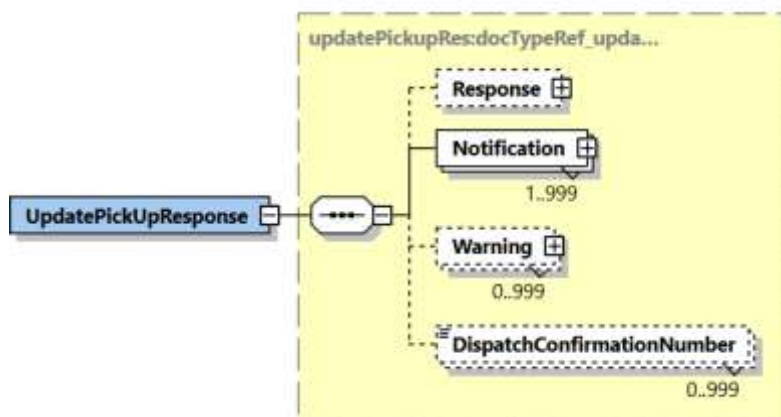 updatePickupRes:docTypeRef_upda...
Response
Notification
1..999
UpdatePickUpResponse
Warning
0..999
DispatchConfirmationNumber
0..999